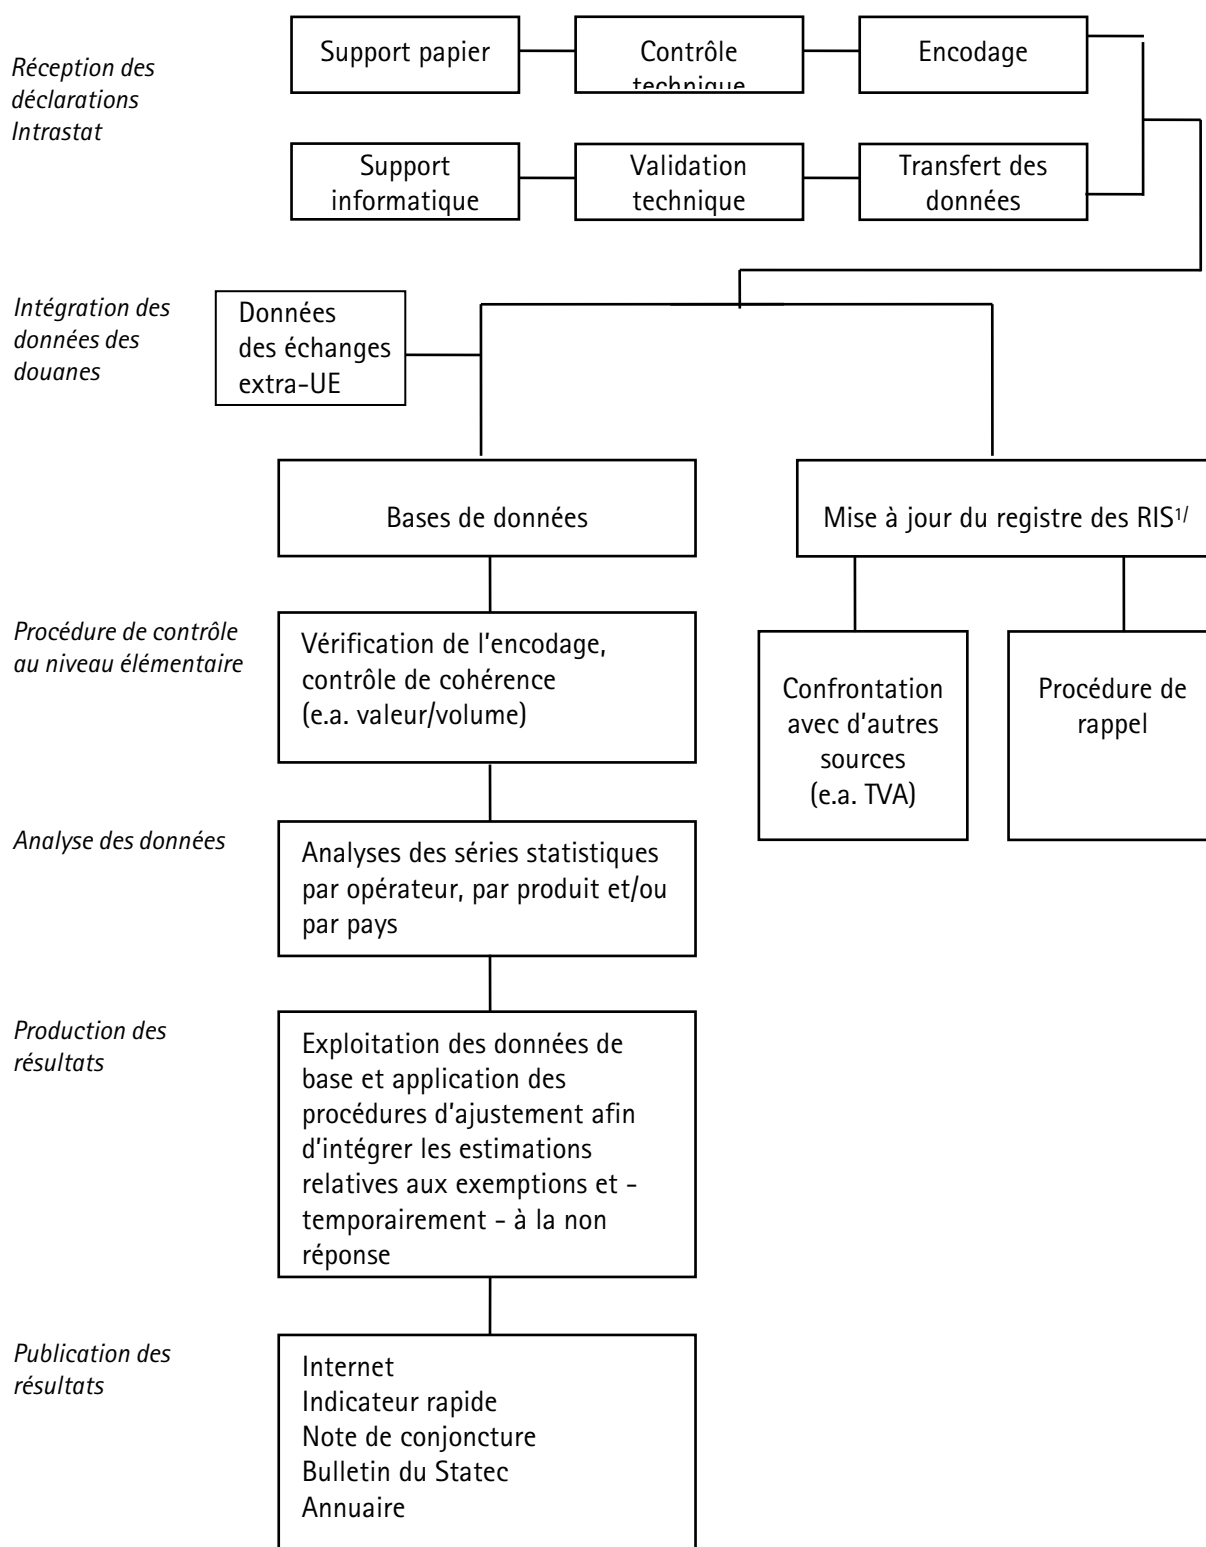 Réception des
déclarations
Intrastat
Support papier
Contrôle
technique
Encodage
Support
informatique
Validation
technique
Transfert des
données
Intégration des
données des
douanes
Données
des échanges
extra-UE
Bases de données
Mise à jour du registre des RIS1/
Procédure de contrôle
au niveau élémentaire
Vérification de l'encodage,
contrôle de cohérence
(e.a. valeur/volume)
Confrontation
avec d'autres
sources
(e.a. TVA)
Procédure de
rappel
Analyse des données
Analyses des séries statistiques
par opérateur, par produit et/ou
par pays
Production des
résultats
Exploitation des données de
base et application des
procédures d'ajustement afin
d'intégrer les estimations
relatives aux exemptions et -
temporairement - à la non
réponse
Publication des
résultats
Internet
Indicateur rapide
Note de conjoncture
Bulletin du Statec
Annuaire